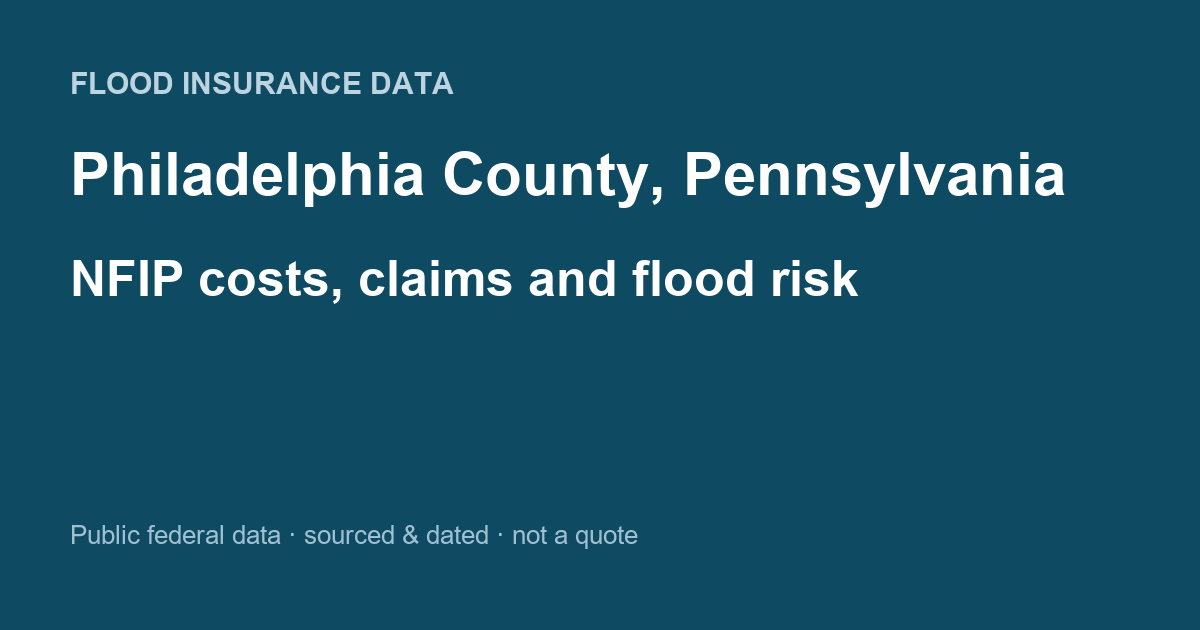 FLOOD INSURANCE DATA
Philadelphia County, Pennsylvania
NFIP costs, claims and flood risk
Public federal data · sourced & dated · not a quote